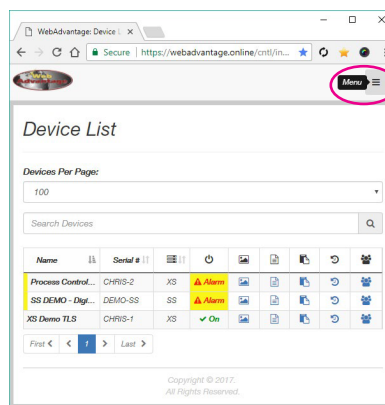 WebAdvantage: Device L
Secure https://webadvantage.online/cntl/in...
Menu
Device List
Devices Per Page:
100
Search Devices
Name Serial #
Process Control... CHRIS-2 XS Alarm
SS DEMO - Digi... DEMO-SS SS Alarm
XS Demo TLS CHRIS-1 XS On
First 1 Last
Copyright © 2017.
All Rights Reserved.